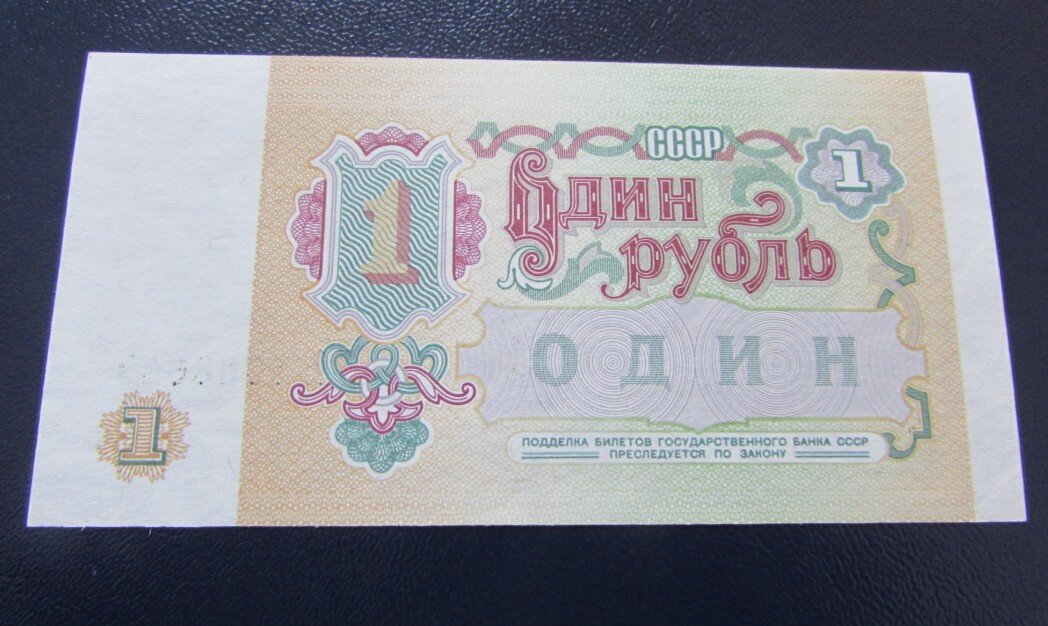 СССР
1
1
Один
рубль
ОДИН
1
ПОДДЕЛКА БИЛЕТОВ ГОСУДАРСТВЕННОГО БАНКА СССР
ПРЕСЛЕДУЕТСЯ ПО ЗАКОНУ